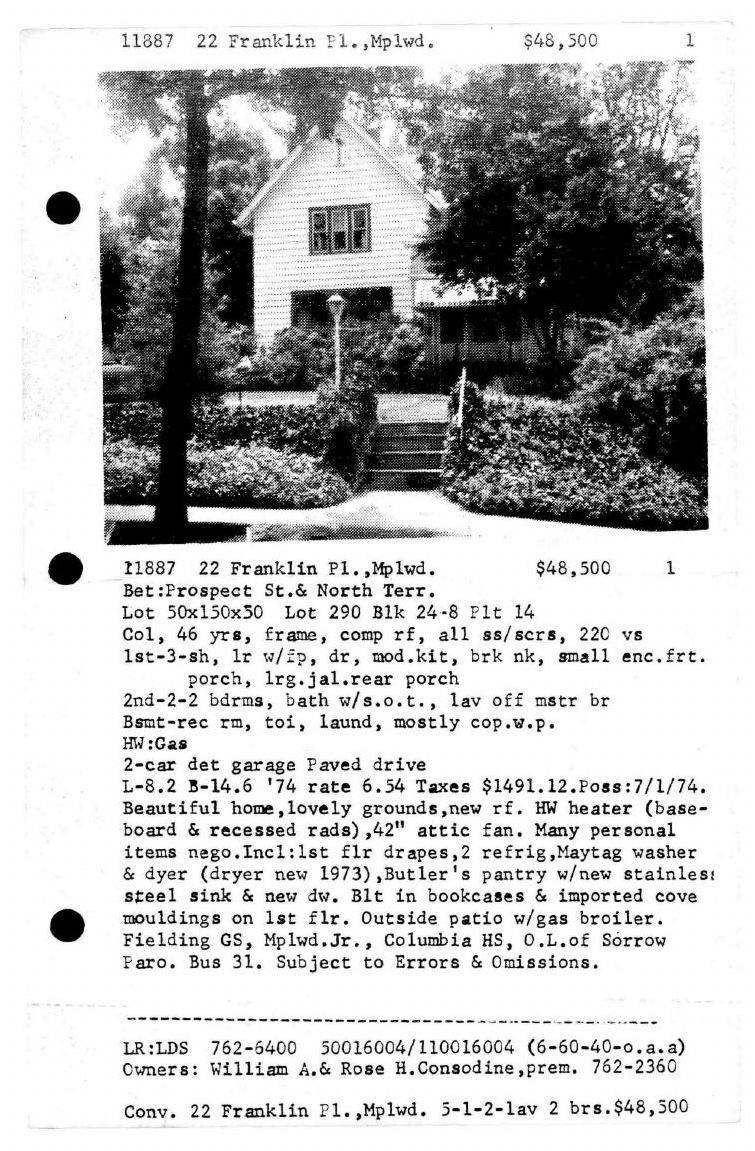 11887 22 Franklin Pl.,Mplwd. $48,500 1
11887 22 Franklin Pl.,Mplwd. $48,500 1
Bet:Prospect St.& North Terr.
Lot 50x150x50 Lot 290 Blk 24-8 Plt 14
Col, 46 yrs, frame, comp rf, all ss/scrs, 220 vs
1st-3-sh, lr w/fp, dr, mod.kit, brk nk, small enc.frt.
porch, lrg.jal.rear porch
2nd-2-2 bdrms, bath w/s.o.t., lav off mstr br
Bsmt-rec rm, toi, laund, mostly cop.w.p.
HW:Gas
2-car det garage Paved drive
L-8.2 B-14.6 '74 rate 6.54 Taxes $1491.12.Poss:7/1/74.
Beautiful home,lovely grounds,new rf. HW heater (base-
board & recessed rads),42" attic fan. Many personal
items nego.Incl:1st flr drapes,2 refrig,Maytag washer
& dyer (dryer new 1973),Butler's pantry w/new stainless
steel sink & new dw. Blt in bookcases & imported cove
mouldings on 1st flr. Outside patio w/gas broiler.
Fielding GS, Mplwd.Jr., Columbia HS, O.L.of Sorrow
Paro. Bus 31. Subject to Errors & Omissions.
LR:LDS 762-6400 50016004/110016004 (6-60-40-o.a.a)
Owners: William A.& Rose H.Consodine,prem. 762-2360
Conv. 22 Franklin Pl.,Mplwd. 5-1-2-lav 2 brs.$48,500